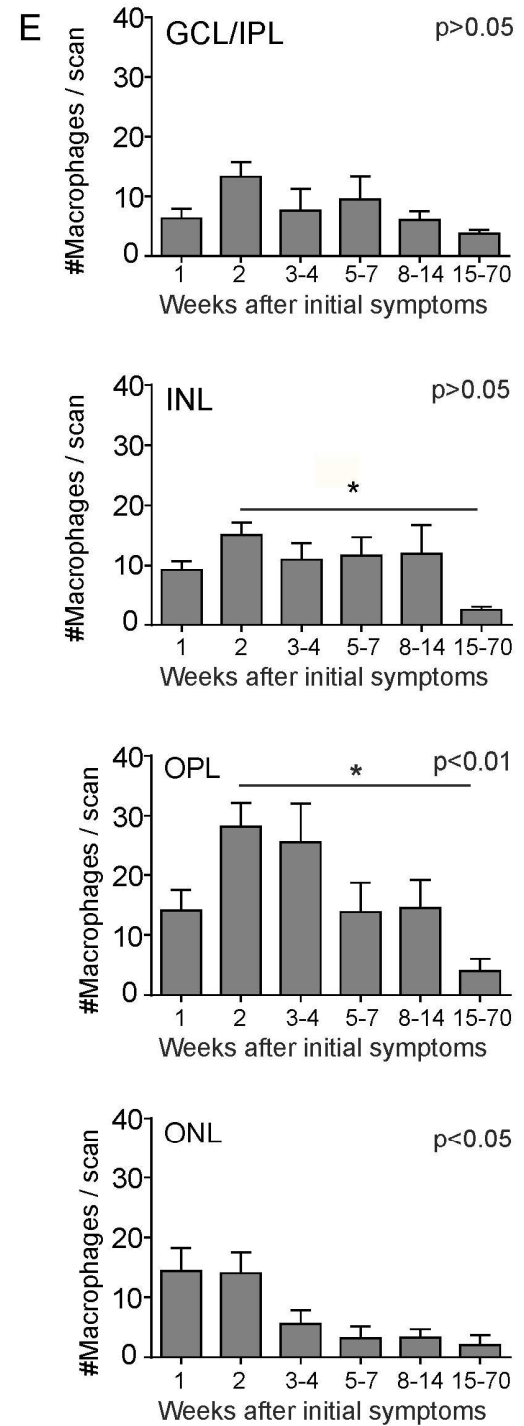 E
GCL/IPL
p>0.05
#Macrophages / scan
40
30
20
10
0
1 2 3-4 5-7 8-14 15-70
Weeks after initial symptoms
INL
p>0.05
#Macrophages / scan
40
30
20
10
0
*
1 2 3-4 5-7 8-14 15-70
Weeks after initial symptoms
OPL
p<0.01
#Macrophages / scan
40
30
20
10
0
*
1 2 3-4 5-7 8-14 15-70
Weeks after initial symptoms
ONL
p<0.05
#Macrophages / scan
40
30
20
10
0
1 2 3-4 5-7 8-14 15-70
Weeks after initial symptoms